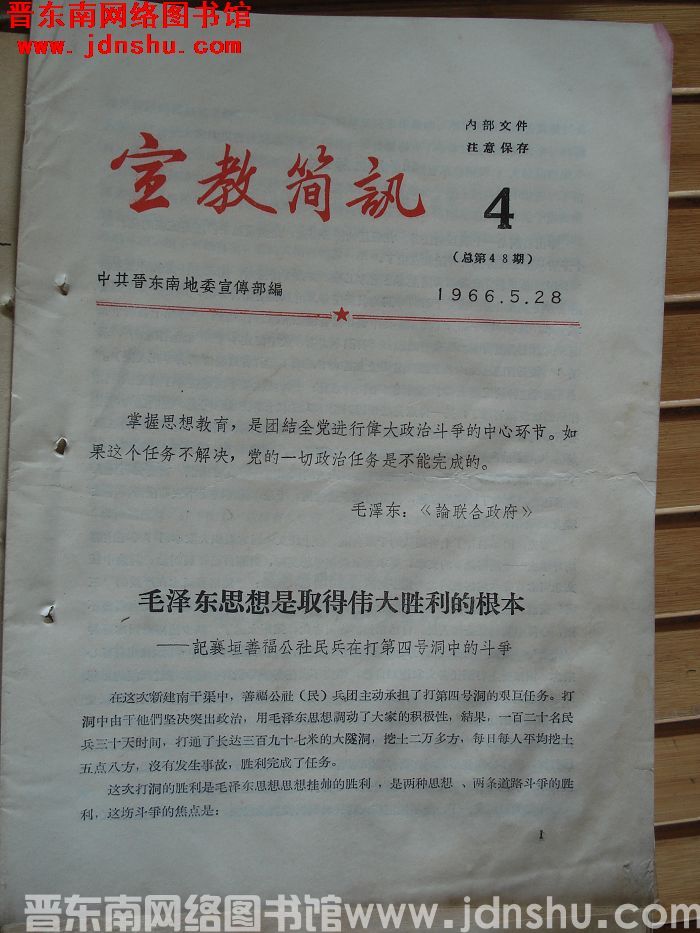 晋东南网络图书馆
www.jdnshu.com
内部文件
注意保存
宣教简訊
4
(总第48期)
中共晉东南地委宣傳部編
1966.5.28
掌握思想教育，是团結全党进行偉大政治斗爭的中心环节。如
果这个任务不解决，党的一切政治任务是不能完成的。
毛澤东：《論联合政府》
毛泽东思想是取得伟大胜利的根本
——記襄垣善福公社民兵在打第四号洞中的斗爭
在这次新建南干渠中，善福公社（民）兵团主动承担了打第四号洞的艰巨任务。打
洞中由于他們坚决突出政治，用毛泽东思想調动了大家的积极性，結果，一百二十名民
兵三十天时间，打通了长达三百九十七米的大隧洞，挖土二万多方，每日每人平均挖土
五点八方，沒有发生事故，胜利完成了任务。
这次打洞的胜利是毛泽东思想思想挂帅的胜利，是两种思想、两条道路斗爭的胜
利，这场斗爭的焦点是：
1
晋东南网络图书馆 www.jdnshu.com